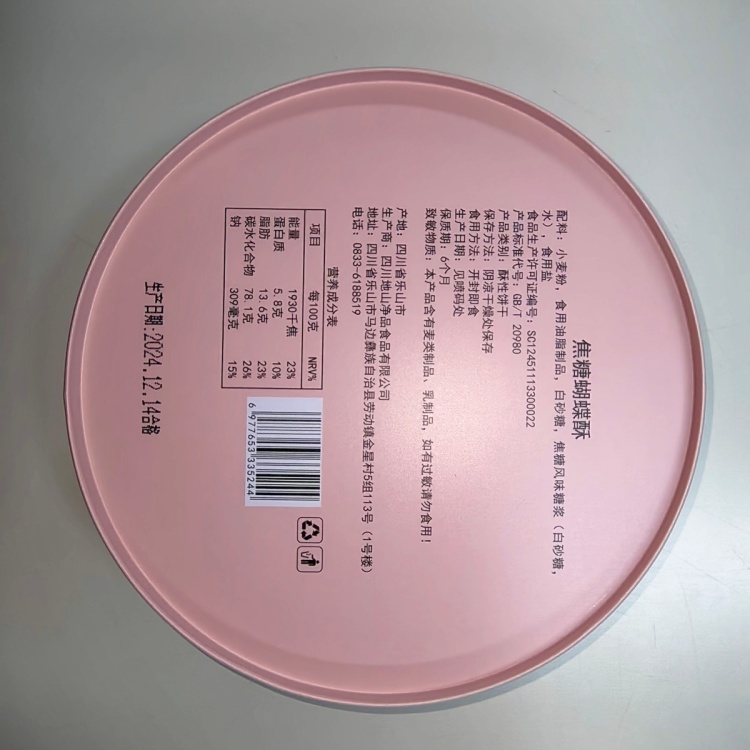 焦糖蝴蝶酥
配料：小麦粉，食用油脂制品，白砂糖，焦糖风味糖浆（白砂糖，
水），食用盐
食品生产许可证编号：SC12451113300022
产品标准代号：GB/T 20980
产品类别：酥性饼干
保存方法：阴凉干燥处保存
食用方法：开封即食
生产日期：见喷码处
保质期：6个月
致敏物质：本产品含有麦类制品、乳制品，如有过敏请勿食用！
产地：四川省乐山市
生产商：四川地山净品食品有限公司
地址：四川省乐山市马边彝族自治县劳动镇金星村5组113号（1号楼）
电话：0833-6188519
营养成分表
项目 每100克 NRV%
能量 1930千焦 23%
蛋白质 5.8克 10%
脂肪 13.6克 23%
碳水化合物 78.1克 26%
钠 309毫克 15%
6 977653 335244
生产日期:2024.12.14合格